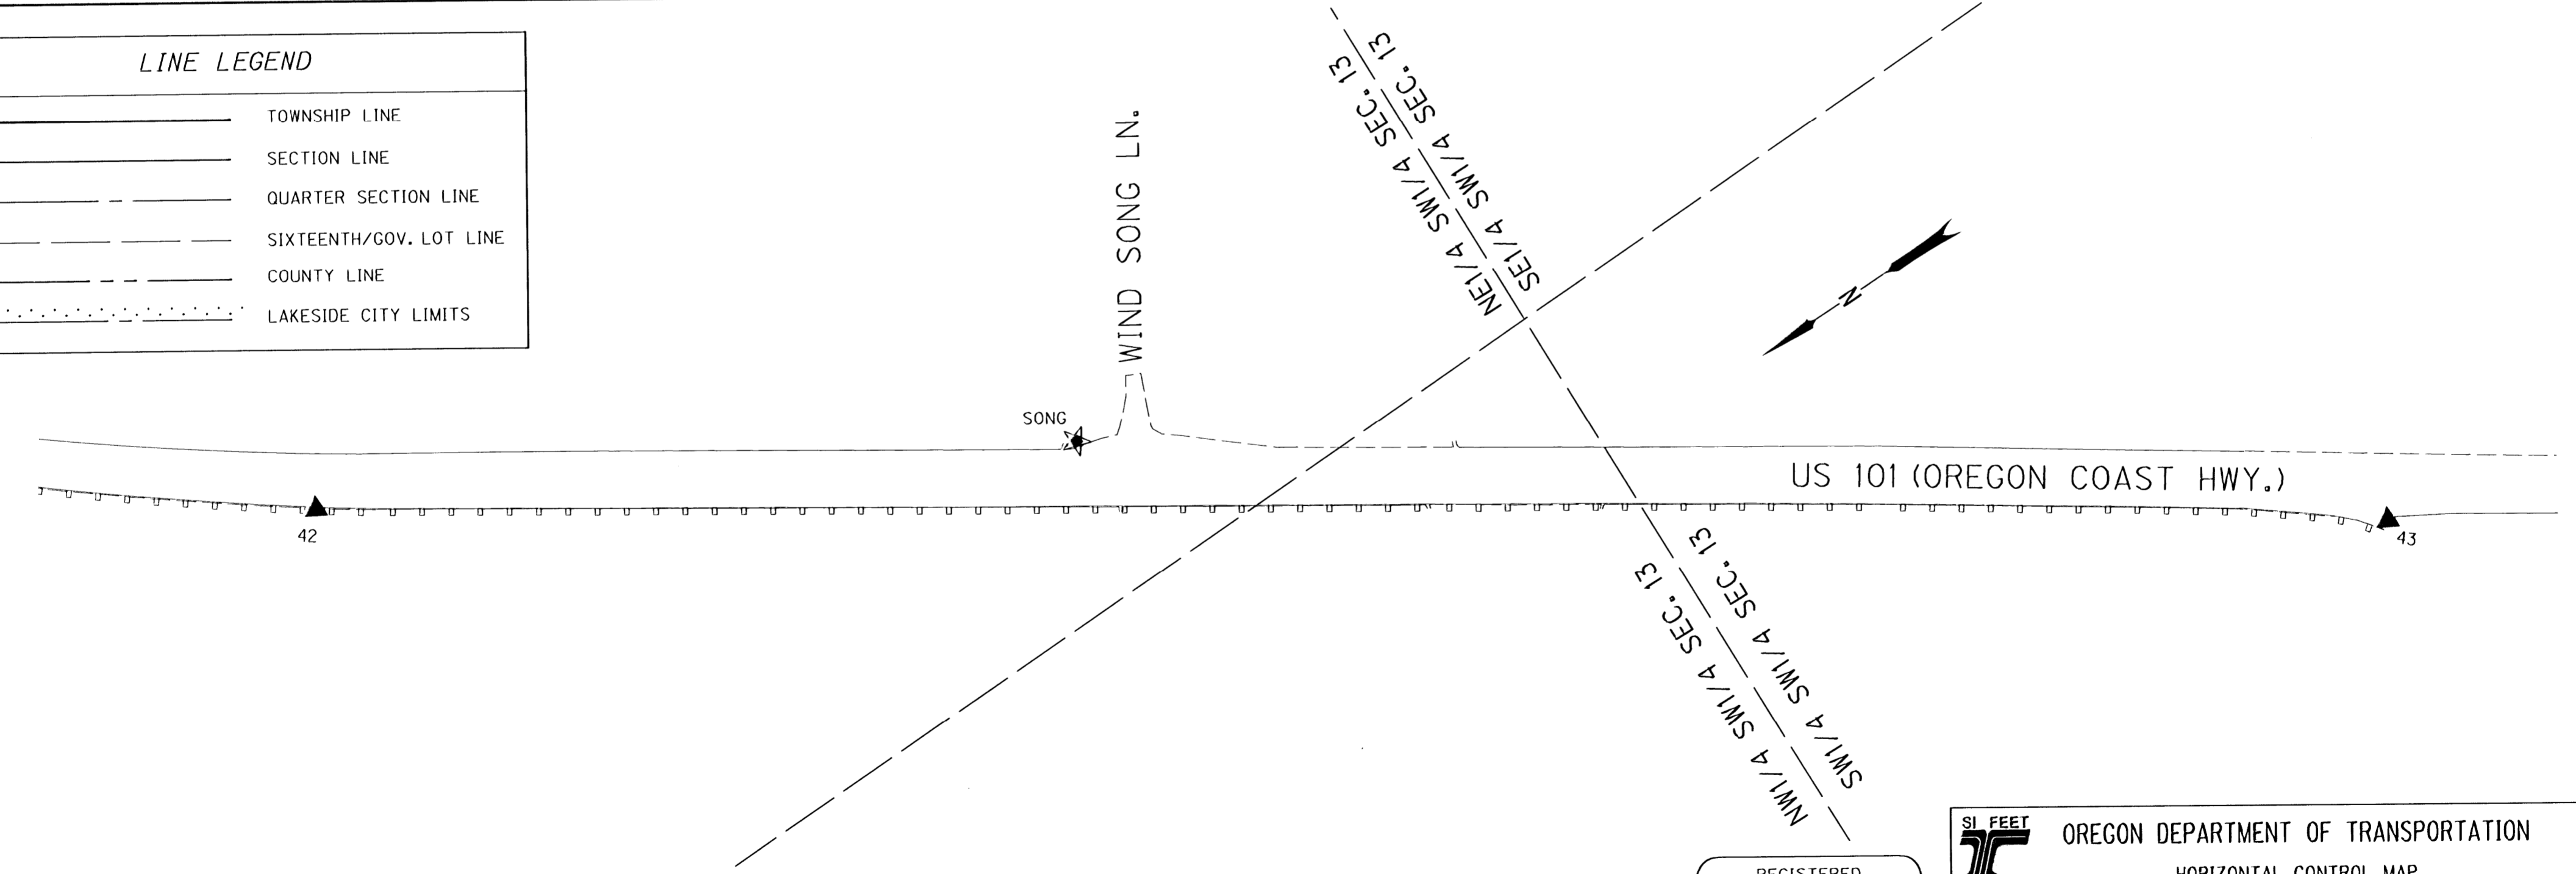 LINE LEGEND
TOWNSHIP LINE
SECTION LINE
QUARTER SECTION LINE
SIXTEENTH/GOV. LOT LINE
COUNTY LINE
LAKESIDE CITY LIMITS
WIND SONG LN.
NE1/4 SW1/4 SEC. 13
SE1/4 SW1/4 SEC. 13
N
SONG
US 101 (OREGON COAST HWY.)
42
43
NW1/4 SW1/4 SEC. 13
SW1/4 SW1/4 SEC. 13
SI FEET
OREGON DEPARTMENT OF TRANSPORTATION
HORIZONTAL CONTROL MAP
REGISTERED